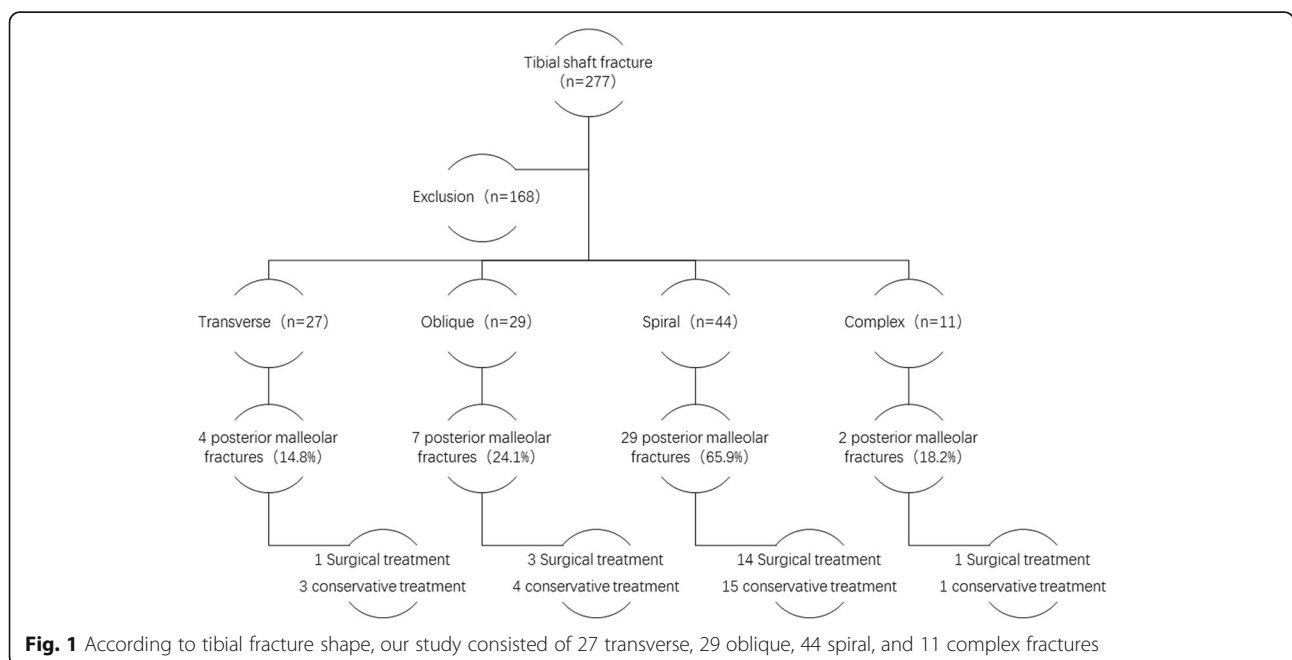 Tibial shaft fracture
（n=277）
Exclusion（n=168）
Transverse（n=27）
Oblique（n=29）
Spiral（n=44）
Complex（n=11）
4 posterior malleolar
fractures（14.8%）
7 posterior malleolar
fractures（24.1%）
29 posterior malleolar
fractures（65.9%）
2 posterior malleolar
fractures（18.2%）
1 Surgical treatment
3 conservative treatment
3 Surgical treatment
4 conservative treatment
14 Surgical treatment
15 conservative treatment
1 Surgical treatment
1 conservative treatment
Fig. 1 According to tibial fracture shape, our study consisted of 27 transverse, 29 oblique, 44 spiral, and 11 complex fractures